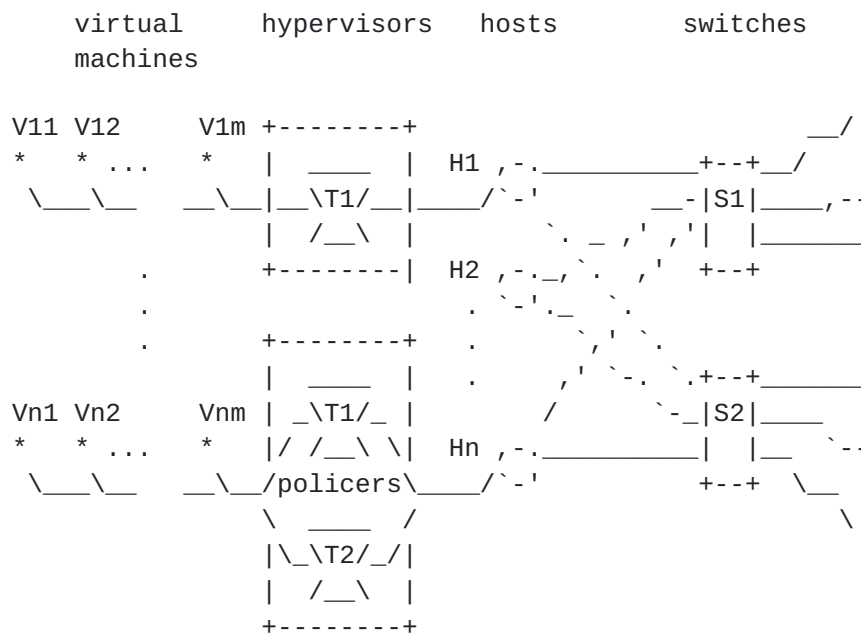 virtual hypervisors hosts switches
machines
V11 V12 V1m
* * ... * H1
T1 S1
H2
.
. .
. .
.
Vn1 Vn2 Vnm T1 S2
* * ... * Hn
policers
T2